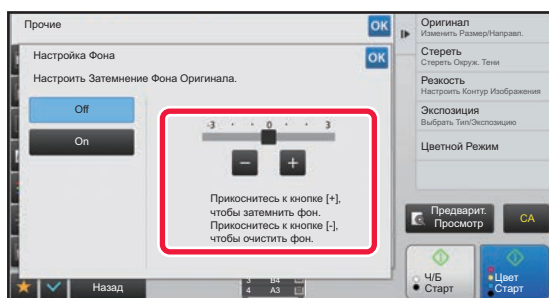 Прочие
OK
Настройка Фона
OK
Настроить Затемнение Фона Оригинала.
Off
On
-3 0 3
− +
Прикоснитесь к кнопке [+],
чтобы затемнить фон.
Прикоснитесь к кнопке [-],
чтобы очистить фон.
Назад
3 B4
4 A3
Оригинал
Изменить Размер/Направл.
Стереть
Стереть Окруж. Тени
Резкость
Настроить Контур Изображения
Экспозиция
Выбрать Тип/Экспозицию
Цветной Режим
Предварит.
Просмотр
CA
Ч/Б
Старт
Цвет
Старт